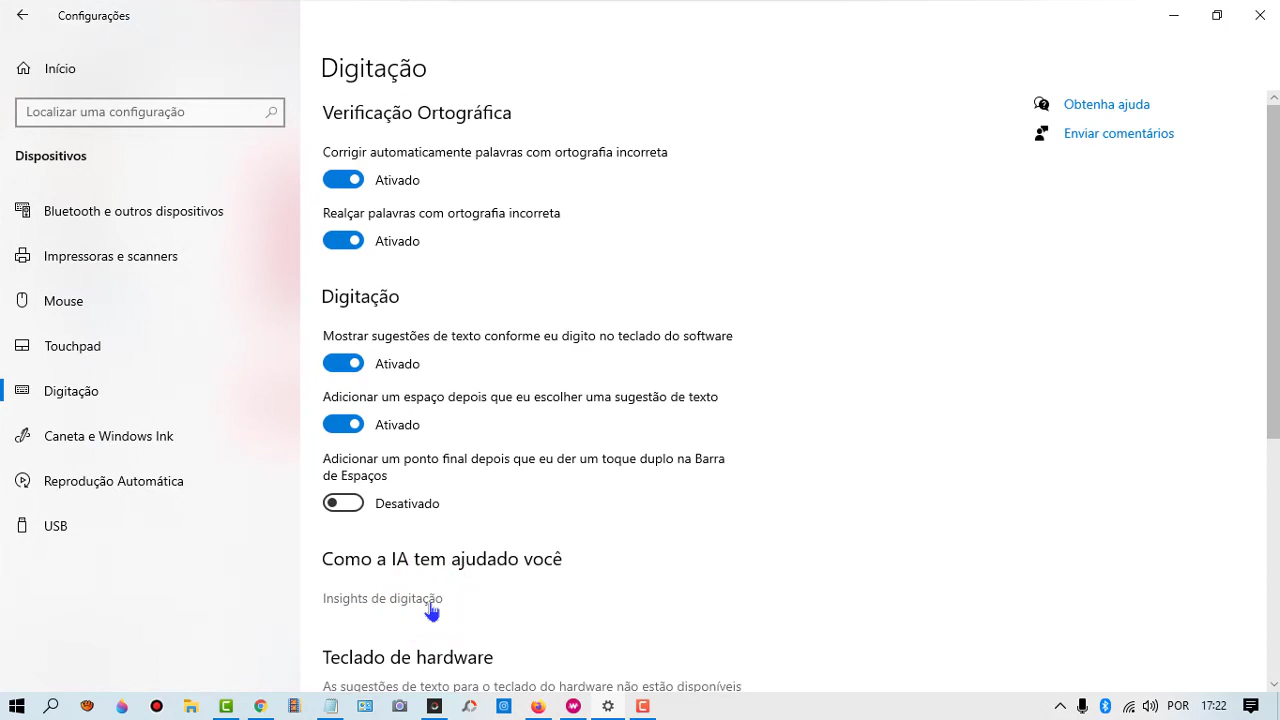 Configurações
Início
Localizar uma configuração
Dispositivos
Bluetooth e outros dispositivos
Impressoras e scanners
Mouse
Touchpad
Digitação
Caneta e Windows Ink
Reprodução Automática
USB
Digitação
Verificação Ortográfica
Corrigir automaticamente palavras com ortografia incorreta
Ativado
Realçar palavras com ortografia incorreta
Ativado
Digitação
Mostrar sugestões de texto conforme eu digito no teclado do software
Ativado
Adicionar um espaço depois que eu escolher uma sugestão de texto
Ativado
Adicionar um ponto final depois que eu der um toque duplo na Barra
de Espaços
Desativado
Como a IA tem ajudado você
Insights de digitação
Teclado de hardware
As sugestões de texto para o teclado do hardware não estão disponíveis
Obtenha ajuda
Enviar comentários
POR
17:22